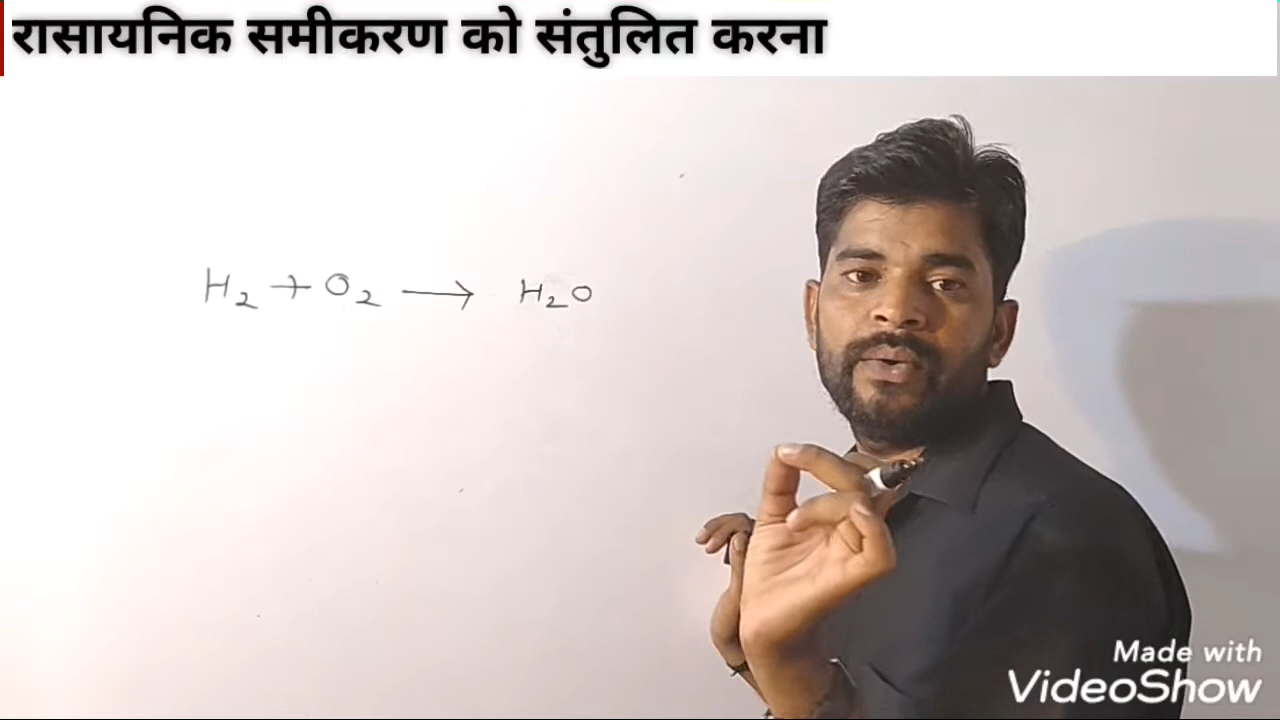 रासायनिक समीकरण को संतुलित करना
H₂ + O₂ ⟶ H₂O
Made with
VideoShow